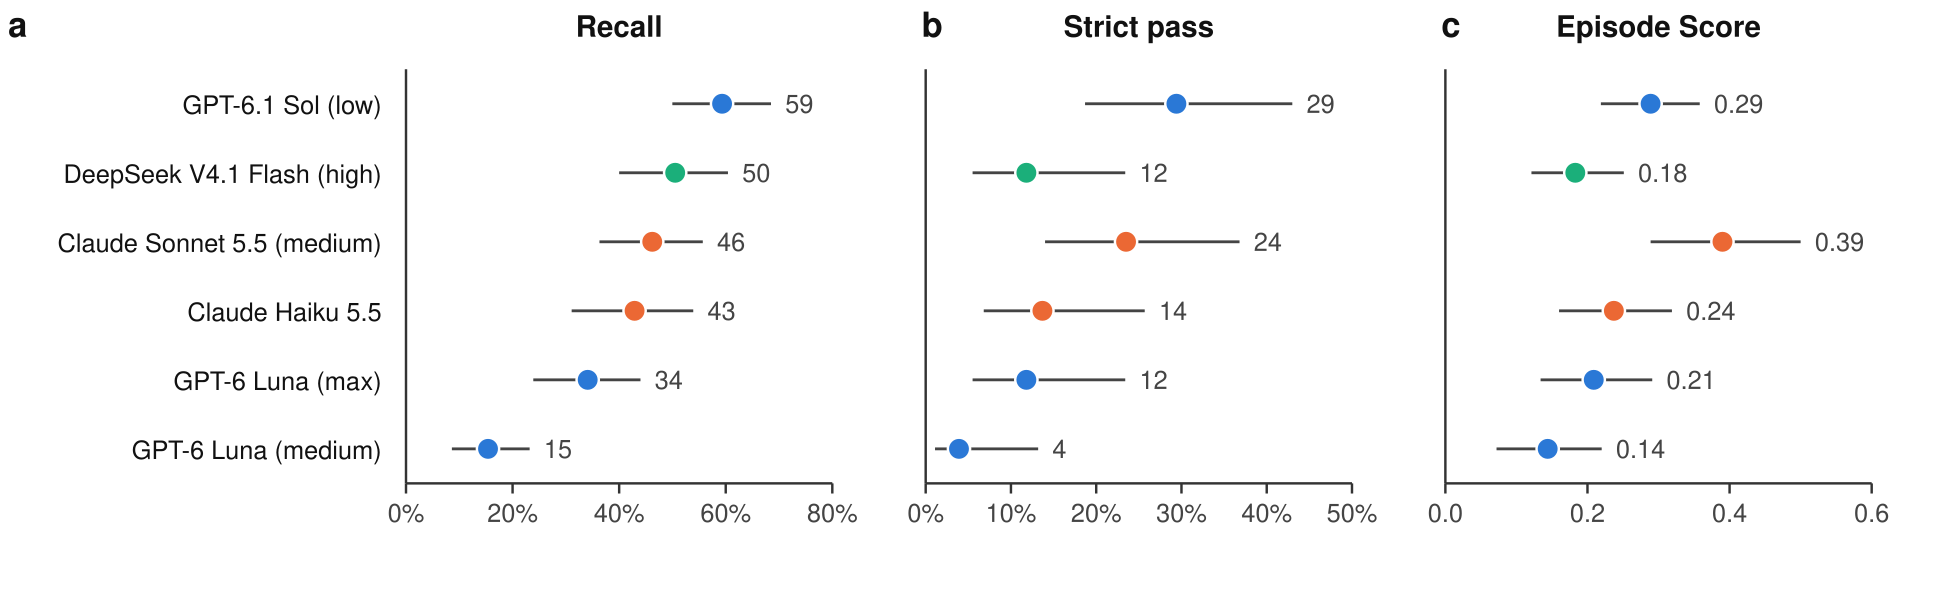 a Recall b Strict pass c Episode Score
GPT-6.1 Sol (low) 59 29 0.29
DeepSeek V4.1 Flash (high) 50 12 0.18
Claude Sonnet 5.5 (medium) 46 24 0.39
Claude Haiku 5.5 43 14 0.24
GPT-6 Luna (max) 34 12 0.21
GPT-6 Luna (medium) 15 4 0.14
0% 20% 40% 60% 80% 0% 10% 20% 30% 40% 50% 0.0 0.2 0.4 0.6